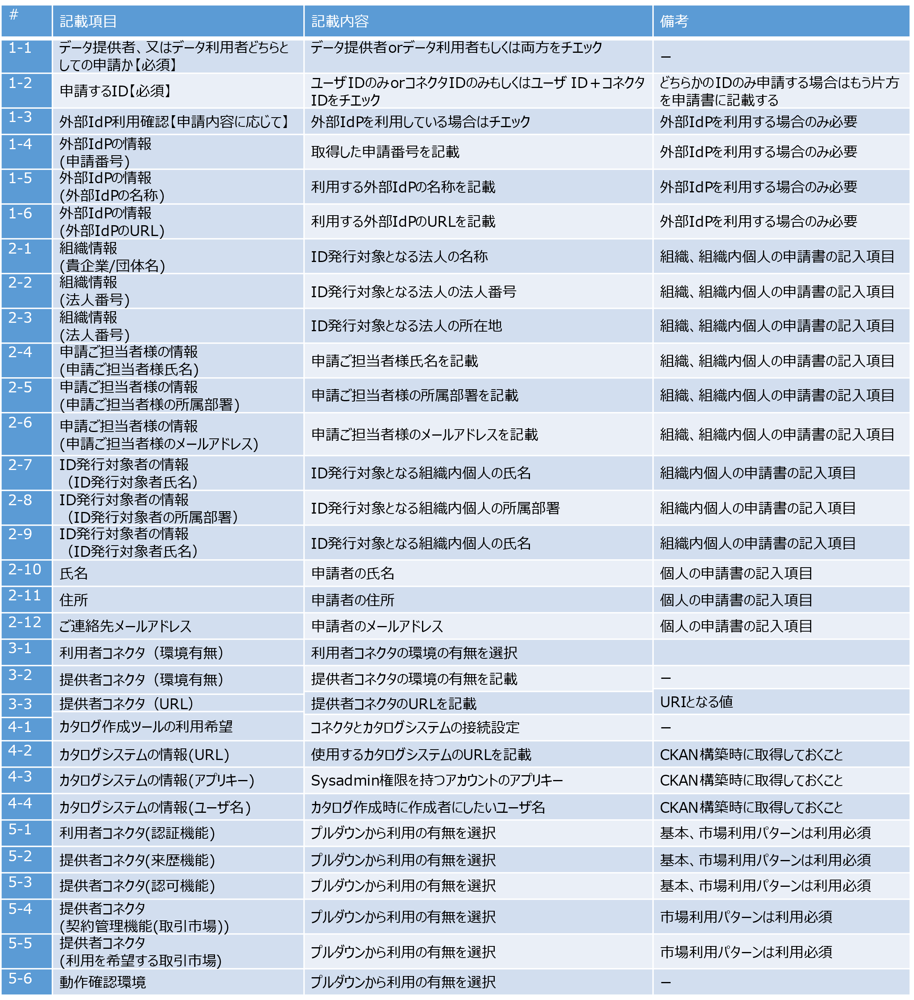 #
記載項目
記載内容
備考
1-1
データ提供者、又はデータ利用者どちらと
しての申請か【必須】
データ提供者orデータ利用者もしくは両方をチエック
－
1-2
申請するID【必須】
ユーザIDのみorコネクタIDのみもしくはユーザ ID＋コネクタ
IDをチエック
どちらかのIDのみ申請する場合はもう片方
を申請書に記載する
1-3
外部IdP利用確認【申請内容に応じて】
外部IdPを利用している場合はチエック
外部IdPを利用する場合のみ必要
1-4
外部IdPの情報
(申請番号)
取得した申請番号を記載
外部IdPを利用する場合のみ必要
1-5
外部IdPの情報
(外部IdPの名称)
利用する外部IdPの名称を記載
外部IdPを利用する場合のみ必要
1-6
外部IdPの情報
(外部IdPのURL)
利用する外部IdPのURLを記載
外部IdPを利用する場合のみ必要
2-1
組織情報
(貴企業/団体名)
ID発行対象となる法人の名称
組織、組織内個人の申請書の記入項目
2-2
組織情報
(法人番号)
ID発行対象となる法人の法人番号
組織、組織内個人の申請書の記入項目
2-3
組織情報
(法人番号)
ID発行対象となる法人の所在地
組織、組織内個人の申請書の記入項目
2-4
申請ご担当者様の情報
(申請ご担当者様氏名)
申請ご担当者様氏名を記載
組織、組織内個人の申請書の記入項目
2-5
申請ご担当者様の情報
(申請ご担当者様の所属部署)
申請ご担当者様の所属部署を記載
組織、組織内個人の申請書の記入項目
2-6
申請ご担当者様の情報
(申請ご担当者様のメールアドレス)
申請ご担当者様のメールアドレスを記載
組織、組織内個人の申請書の記入項目
2-7
ID発行対象者の情報
（ID発行対象者氏名）
ID発行対象となる組織内個人の氏名
組織内個人の申請書の記入項目
2-8
ID発行対象者の情報
（ID発行対象者の所属部署）
ID発行対象となる組織内個人の所属部署
組織内個人の申請書の記入項目
2-9
ID発行対象者の情報
（ID発行対象者氏名）
ID発行対象となる組織内個人の氏名
組織内個人の申請書の記入項目
2-10
氏名
申請者の氏名
個人の申請書の記入項目
2-11
住所
申請者の住所
個人の申請書の記入項目
2-12
ご連絡先メールアドレス
申請者のメールアドレス
個人の申請書の記入項目
3-1
利用者コネクタ（環境有無）
利用者コネクタの環境の有無を選択
3-2
提供者コネクタ（環境有無）
提供者コネクタの環境の有無を記載
－
3-3
提供者コネクタ（URL）
提供者コネクタのURLを記載
URIとなる値
4-1
カタログ作成ツールの利用希望
コネクタとカタログシステムの接続設定
－
4-2
カタログシステムの情報(URL)
使用するカタログシステムのURLを記載
CKAN構築時に取得しておくこと
4-3
カタログシステムの情報(アプリキー)
Sysadmin権限を持つアカウントのアプリキー
CKAN構築時に取得しておくこと
4-4
カタログシステムの情報(ユーザ名)
カタログ作成時に作成者にしたいユーザ名
CKAN構築時に取得しておくこと
5-1
利用者コネクタ(認証機能)
プルダウンから利用の有無を選択
基本、市場利用パターンは利用必須
5-2
提供者コネクタ(来歴機能)
プルダウンから利用の有無を選択
基本、市場利用パターンは利用必須
5-3
提供者コネクタ(認可機能)
プルダウンから利用の有無を選択
基本、市場利用パターンは利用必須
5-4
提供者コネクタ
(契約管理機能(取引市場))
プルダウンから利用の有無を選択
市場利用パターンは利用必須
5-5
提供者コネクタ
(利用を希望する取引市場)
プルダウンから利用の有無を選択
市場利用パターンは利用必須
5-6
動作確認環境
プルダウンから利用の有無を選択
－